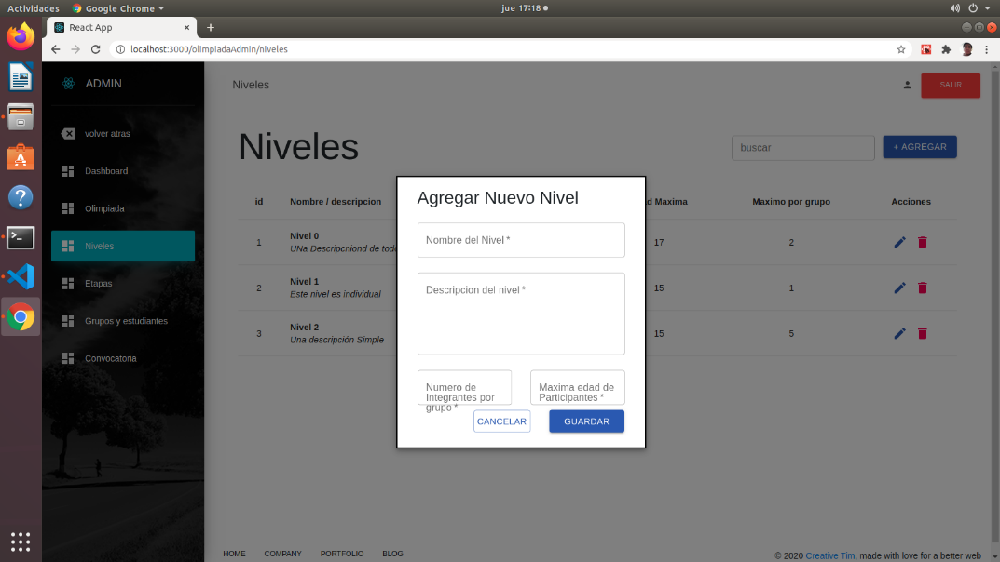 Actividades Google Chrome jue 17:18
React App
localhost:3000/olimpiadaAdmin/niveles
ADMIN
volver atras
Dashboard
Olimpiada
Niveles
Etapas
Grupos y estudiantes
Convocatoria
Niveles SALIR
Niveles
buscar
+ AGREGAR
id Nombre / descripcion d Maxima Maximo por grupo Acciones
1 Nivel 0 17 2
UNa Descripcniond de tod
2 Nivel 1 15 1
Este nivel es individual
3 Nivel 2 15 5
Una descripción Simple
Agregar Nuevo Nivel
Nombre del Nivel *
Descripcion del nivel *
Numero de
Integrantes por
grupo *
Maxima edad de
Participantes *
CANCELAR GUARDAR
HOME COMPANY PORTFOLIO BLOG
© 2020 Creative Tim, made with love for a better web